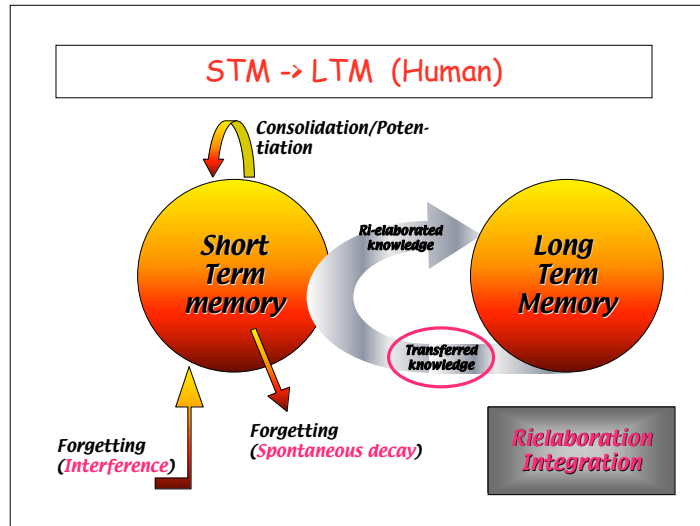 STM -> LTM (Human)
Consolidation/Poten-
tiation
Short
Term
memory
Ri-elaborated
knowledge
Long
Term
Memory
Transferred
knowledge
Forgetting
(Interference)
Forgetting
(Spontaneous decay)
Rielaboration
Integration